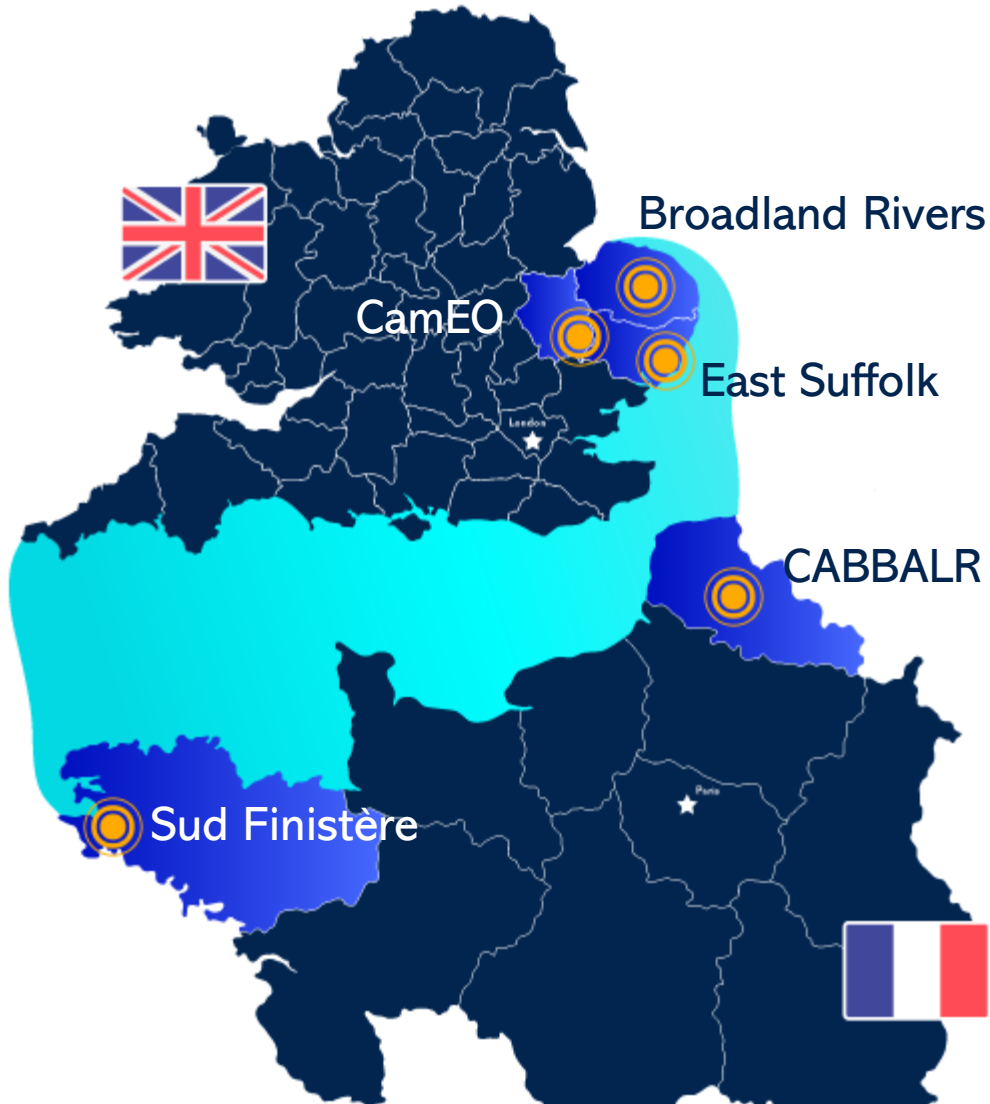 Broadland Rivers
CamEO
East Suffolk
London
CABBALR
Paris
Sud Finistère